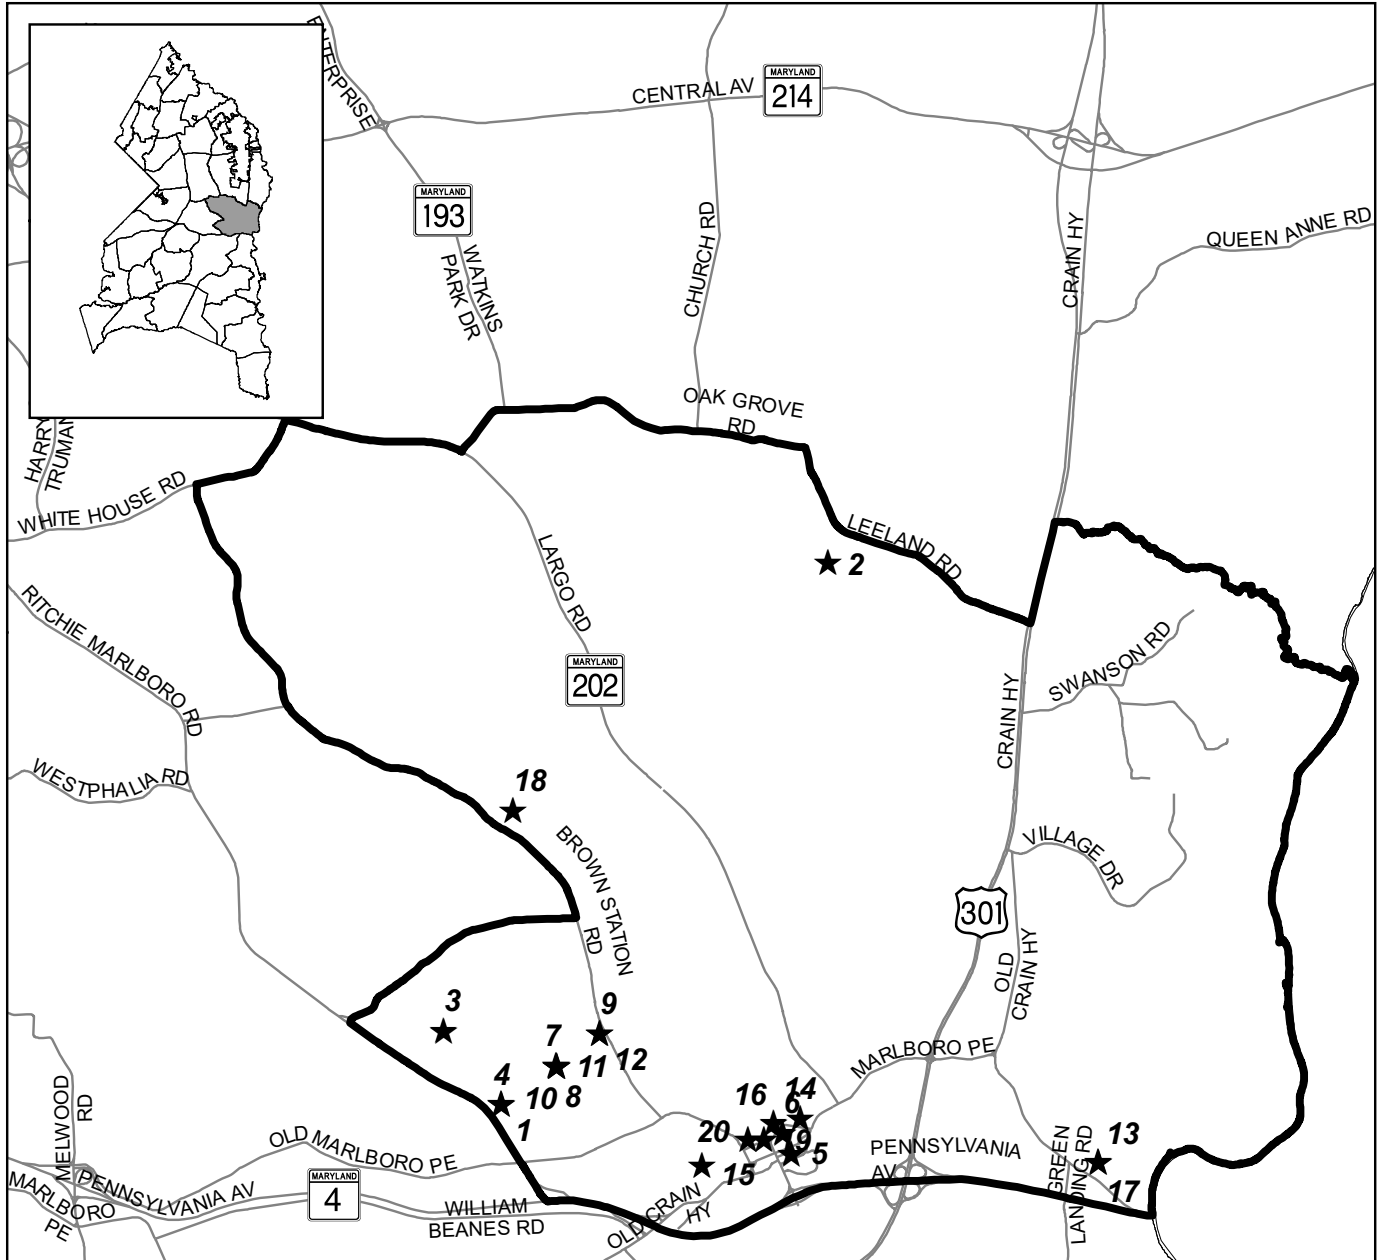 ENTERPRISE
CENTRAL AV
MARYLAND
214
MARYLAND
193
WATKINS
PARK DR
CHURCH RD
CRAIN HY
QUEEN ANNE RD
OAK GROVE
RD
HARRY
TRUMAN
WHITE HOUSE RD
LEELAND RD
2
LARGO RD
RITCHIE MARLBORO RD
MARYLAND
202
SWANSON RD
CRAIN HY
WESTPHALIA RD
18
BROWN STATION
RD
VILLAGE DR
301
OLD
CRAIN HY
3
9
7
11
12
4
10
8
1
MARLBORO PE
16
14
6
20
9
5
15
13
17
MELWOOD
RD
OLD MARLBORO PE
PENNSYLVANIA
AV
GREEN
LANDING RD
MARLBORO
PE
PENNSYLVANIA AV
MARYLAND
4
WILLIAM
BEANES RD
OLD CRAIN
HY